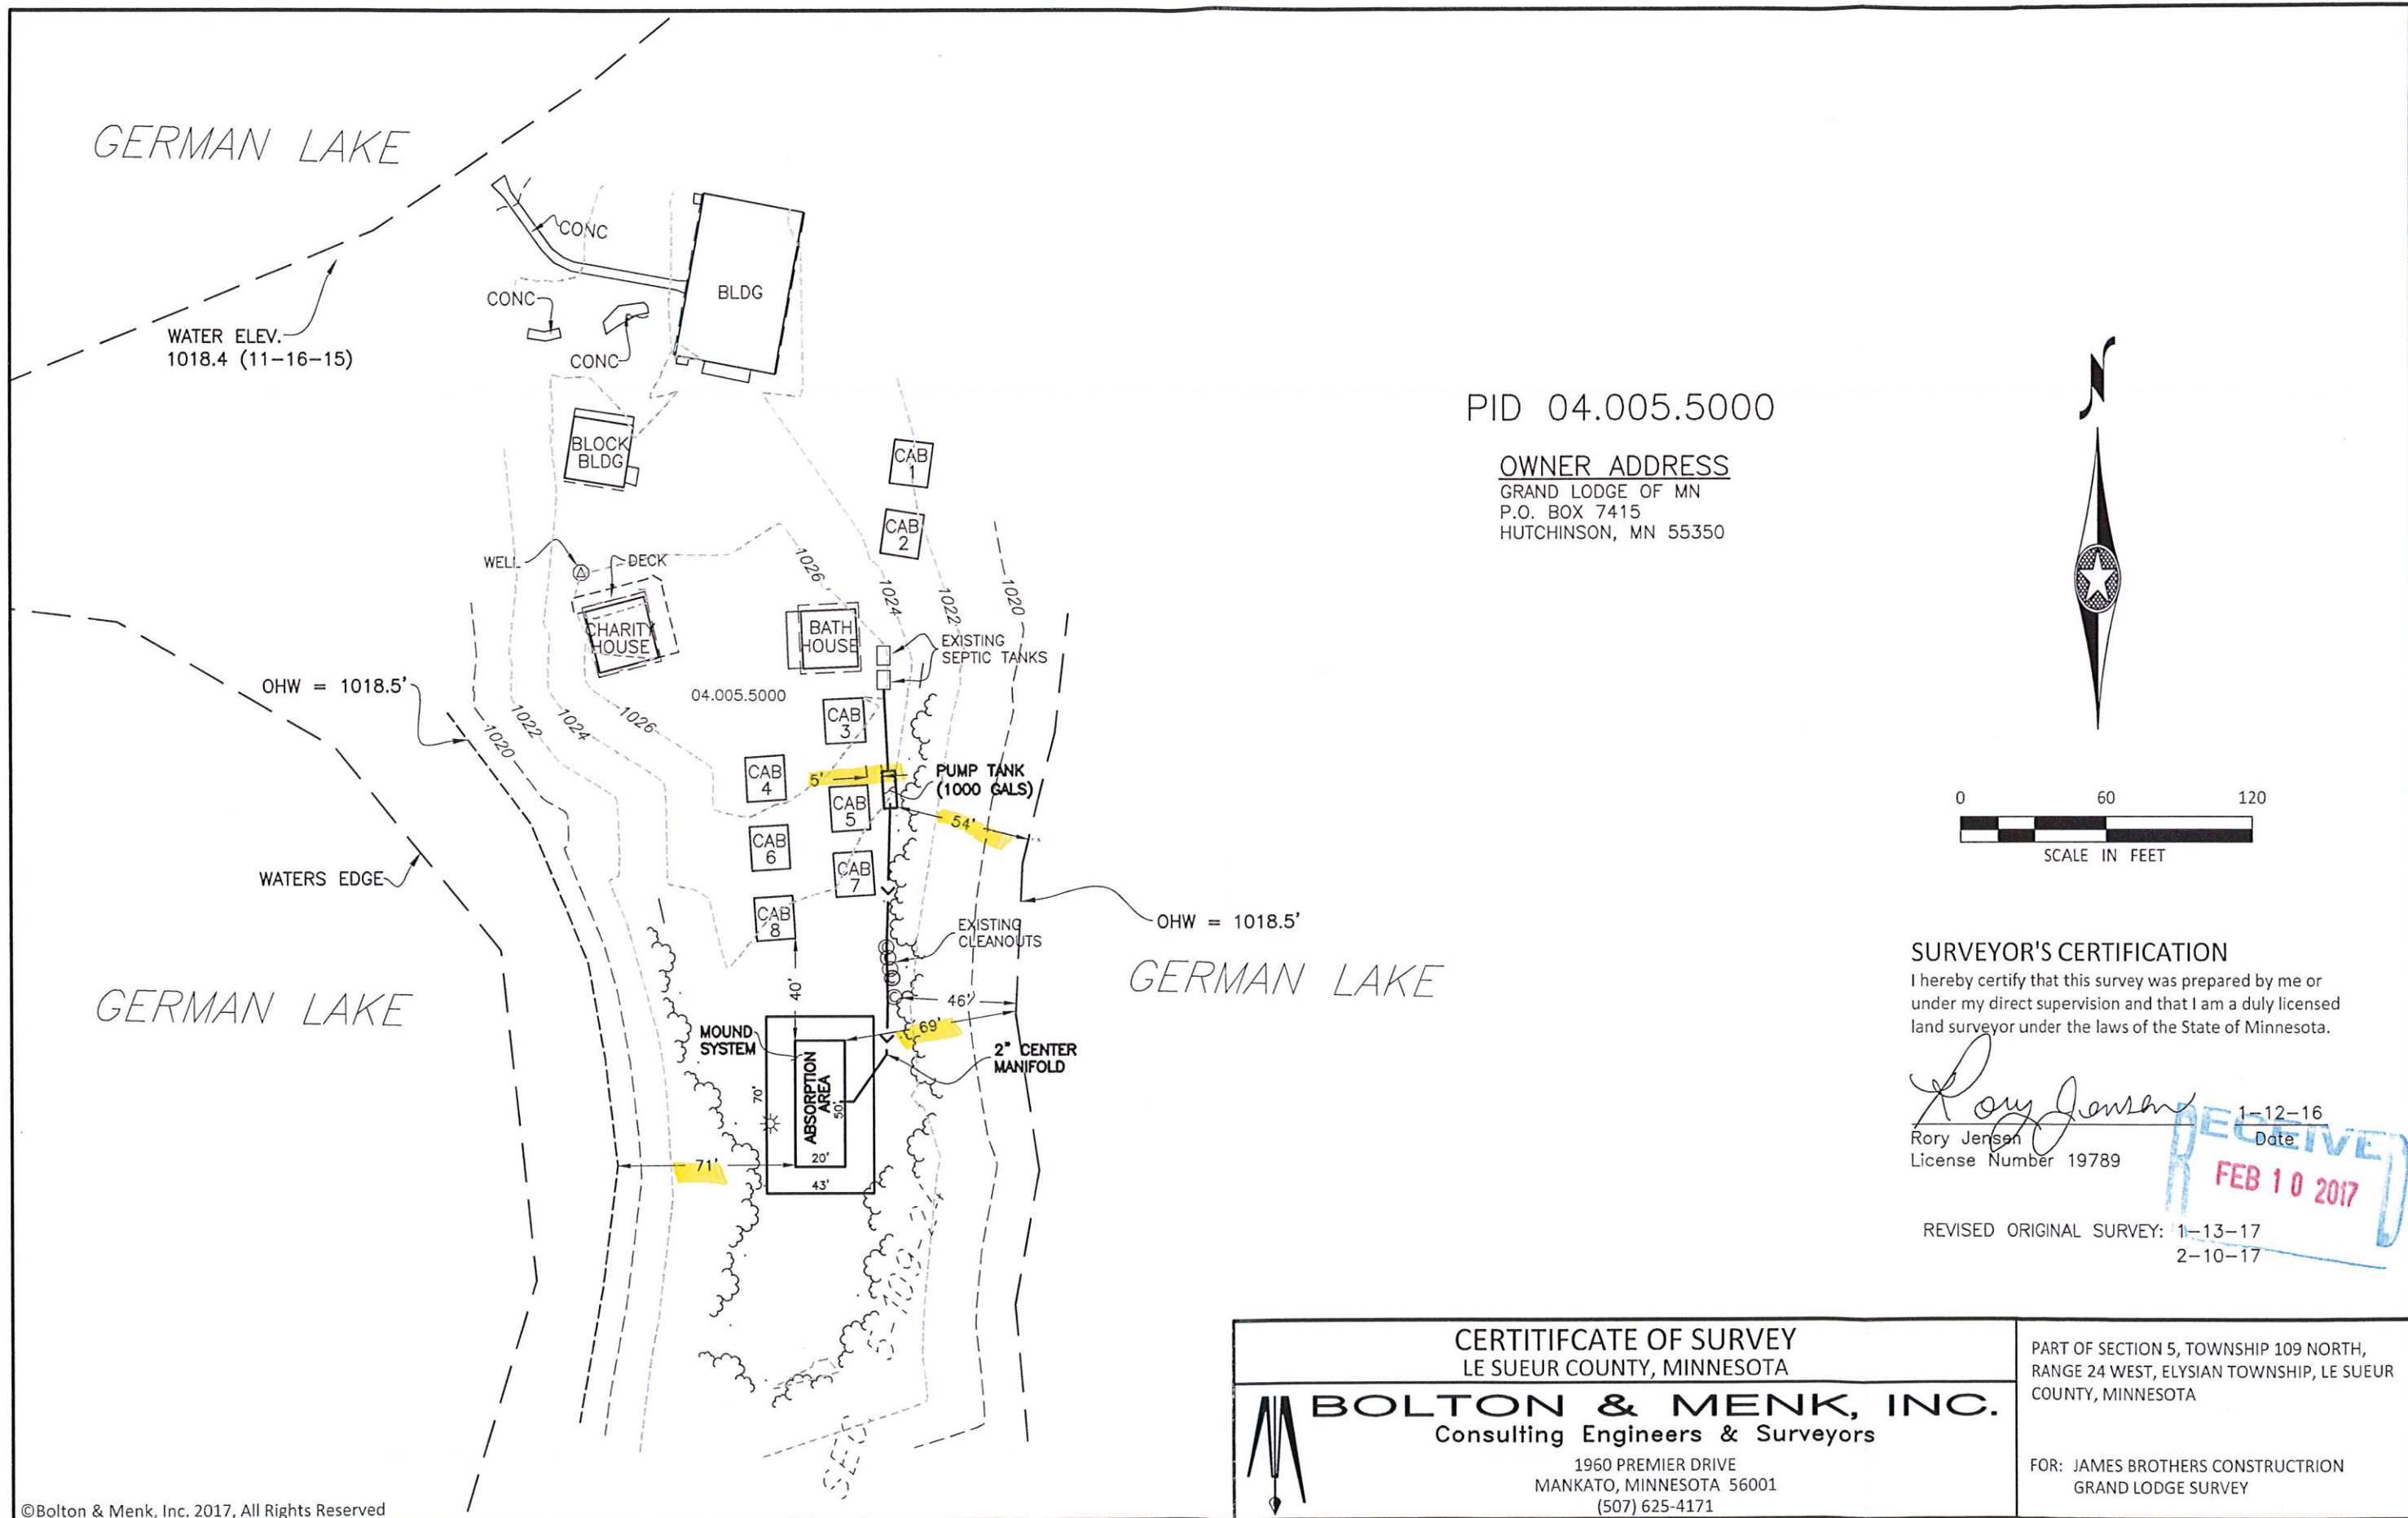 GERMAN LAKE
CONC
BLDG
CONC
CONC
WATER ELEV.
1018.4 (11-16-15)
BLOCK
BLDG
CAB
1
CAB
2
WELL
DECK
1026
1024
1022
1020
CHARITY
HOUSE
BATH
HOUSE
EXISTING
SEPTIC TANKS
OHW = 1018.5'
04.005.5000
1020
1022
1024
1026
CAB
3
CAB
4
5'
PUMP TANK
(1000 GALS)
CAB
5
54'
CAB
6
CAB
7
WATERS EDGE
CAB
8
EXISTING
CLEANOUTS
OHW = 1018.5'
GERMAN LAKE
GERMAN LAKE
40'
46'
69'
MOUND
SYSTEM
2" CENTER
MANIFOLD
ABSORPTION
AREA
70'
50'
71'
20'
43'
PID 04.005.5000
OWNER ADDRESS
GRAND LODGE OF MN
P.O. BOX 7415
HUTCHINSON, MN 55350
N
0 60 120
SCALE IN FEET
SURVEYOR'S CERTIFICATION
I hereby certify that this survey was prepared by me or
under my direct supervision and that I am a duly licensed
land surveyor under the laws of the State of Minnesota.
Rory Jensen
1-12-16
Rory Jensen
Date
License Number 19789
RECEIVE
FEB 10 2017
REVISED ORIGINAL SURVEY: 1-13-17
2-10-17
CERTITIFCATE OF SURVEY
LE SUEUR COUNTY, MINNESOTA
BOLTON & MENK, INC.
Consulting Engineers & Surveyors
1960 PREMIER DRIVE
MANKATO, MINNESOTA 56001
(507) 625-4171
PART OF SECTION 5, TOWNSHIP 109 NORTH,
RANGE 24 WEST, ELYSIAN TOWNSHIP, LE SUEUR
COUNTY, MINNESOTA
FOR: JAMES BROTHERS CONSTRUCTRION
GRAND LODGE SURVEY
©Bolton & Menk, Inc. 2017, All Rights Reserved